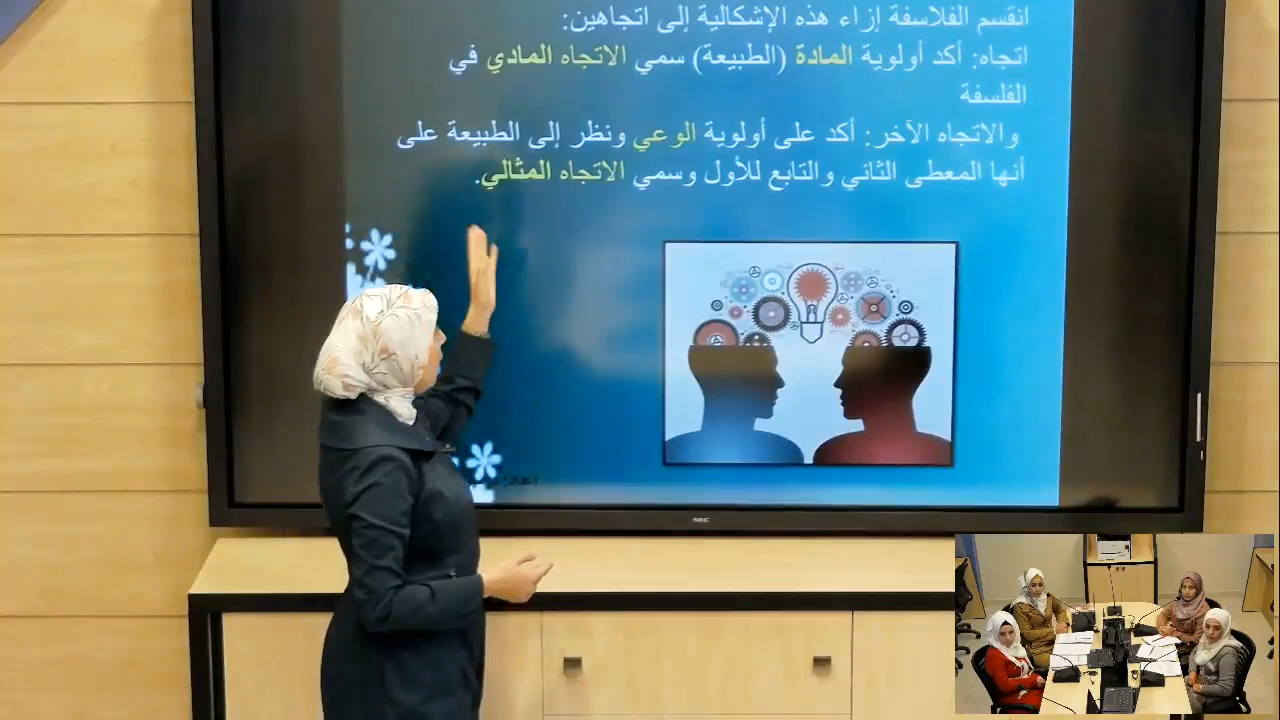 انقسم الفلاسفة إزاء هذه الإشكالية إلى اتجاهين:
اتجاه: أكد أولوية المادة (الطبيعة) سمي الاتجاه المادي في
الفلسفة
والاتجاه الآخر: أكد على أولوية الوعي ونظر إلى الطبيعة على
أنها المعطى الثاني والتابع للأول وسمي الاتجاه المثالي.
NEC